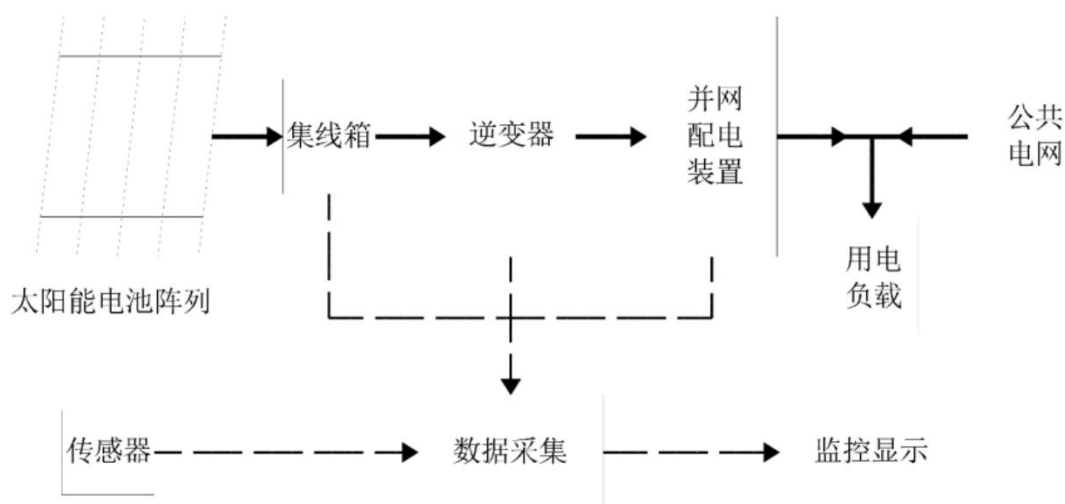 并网
配电
装置
集线箱
逆变器
公共
电网
用电
负载
太阳能电池阵列
传感器
数据采集
监控显示